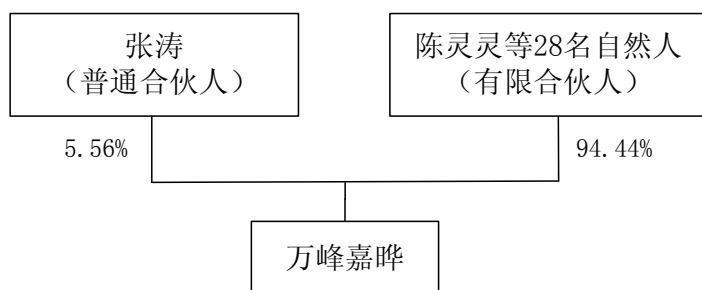 张涛
（普通合伙人）
陈灵灵等28名自然人
（有限合伙人）
5.56%
94.44%
万峰嘉晔